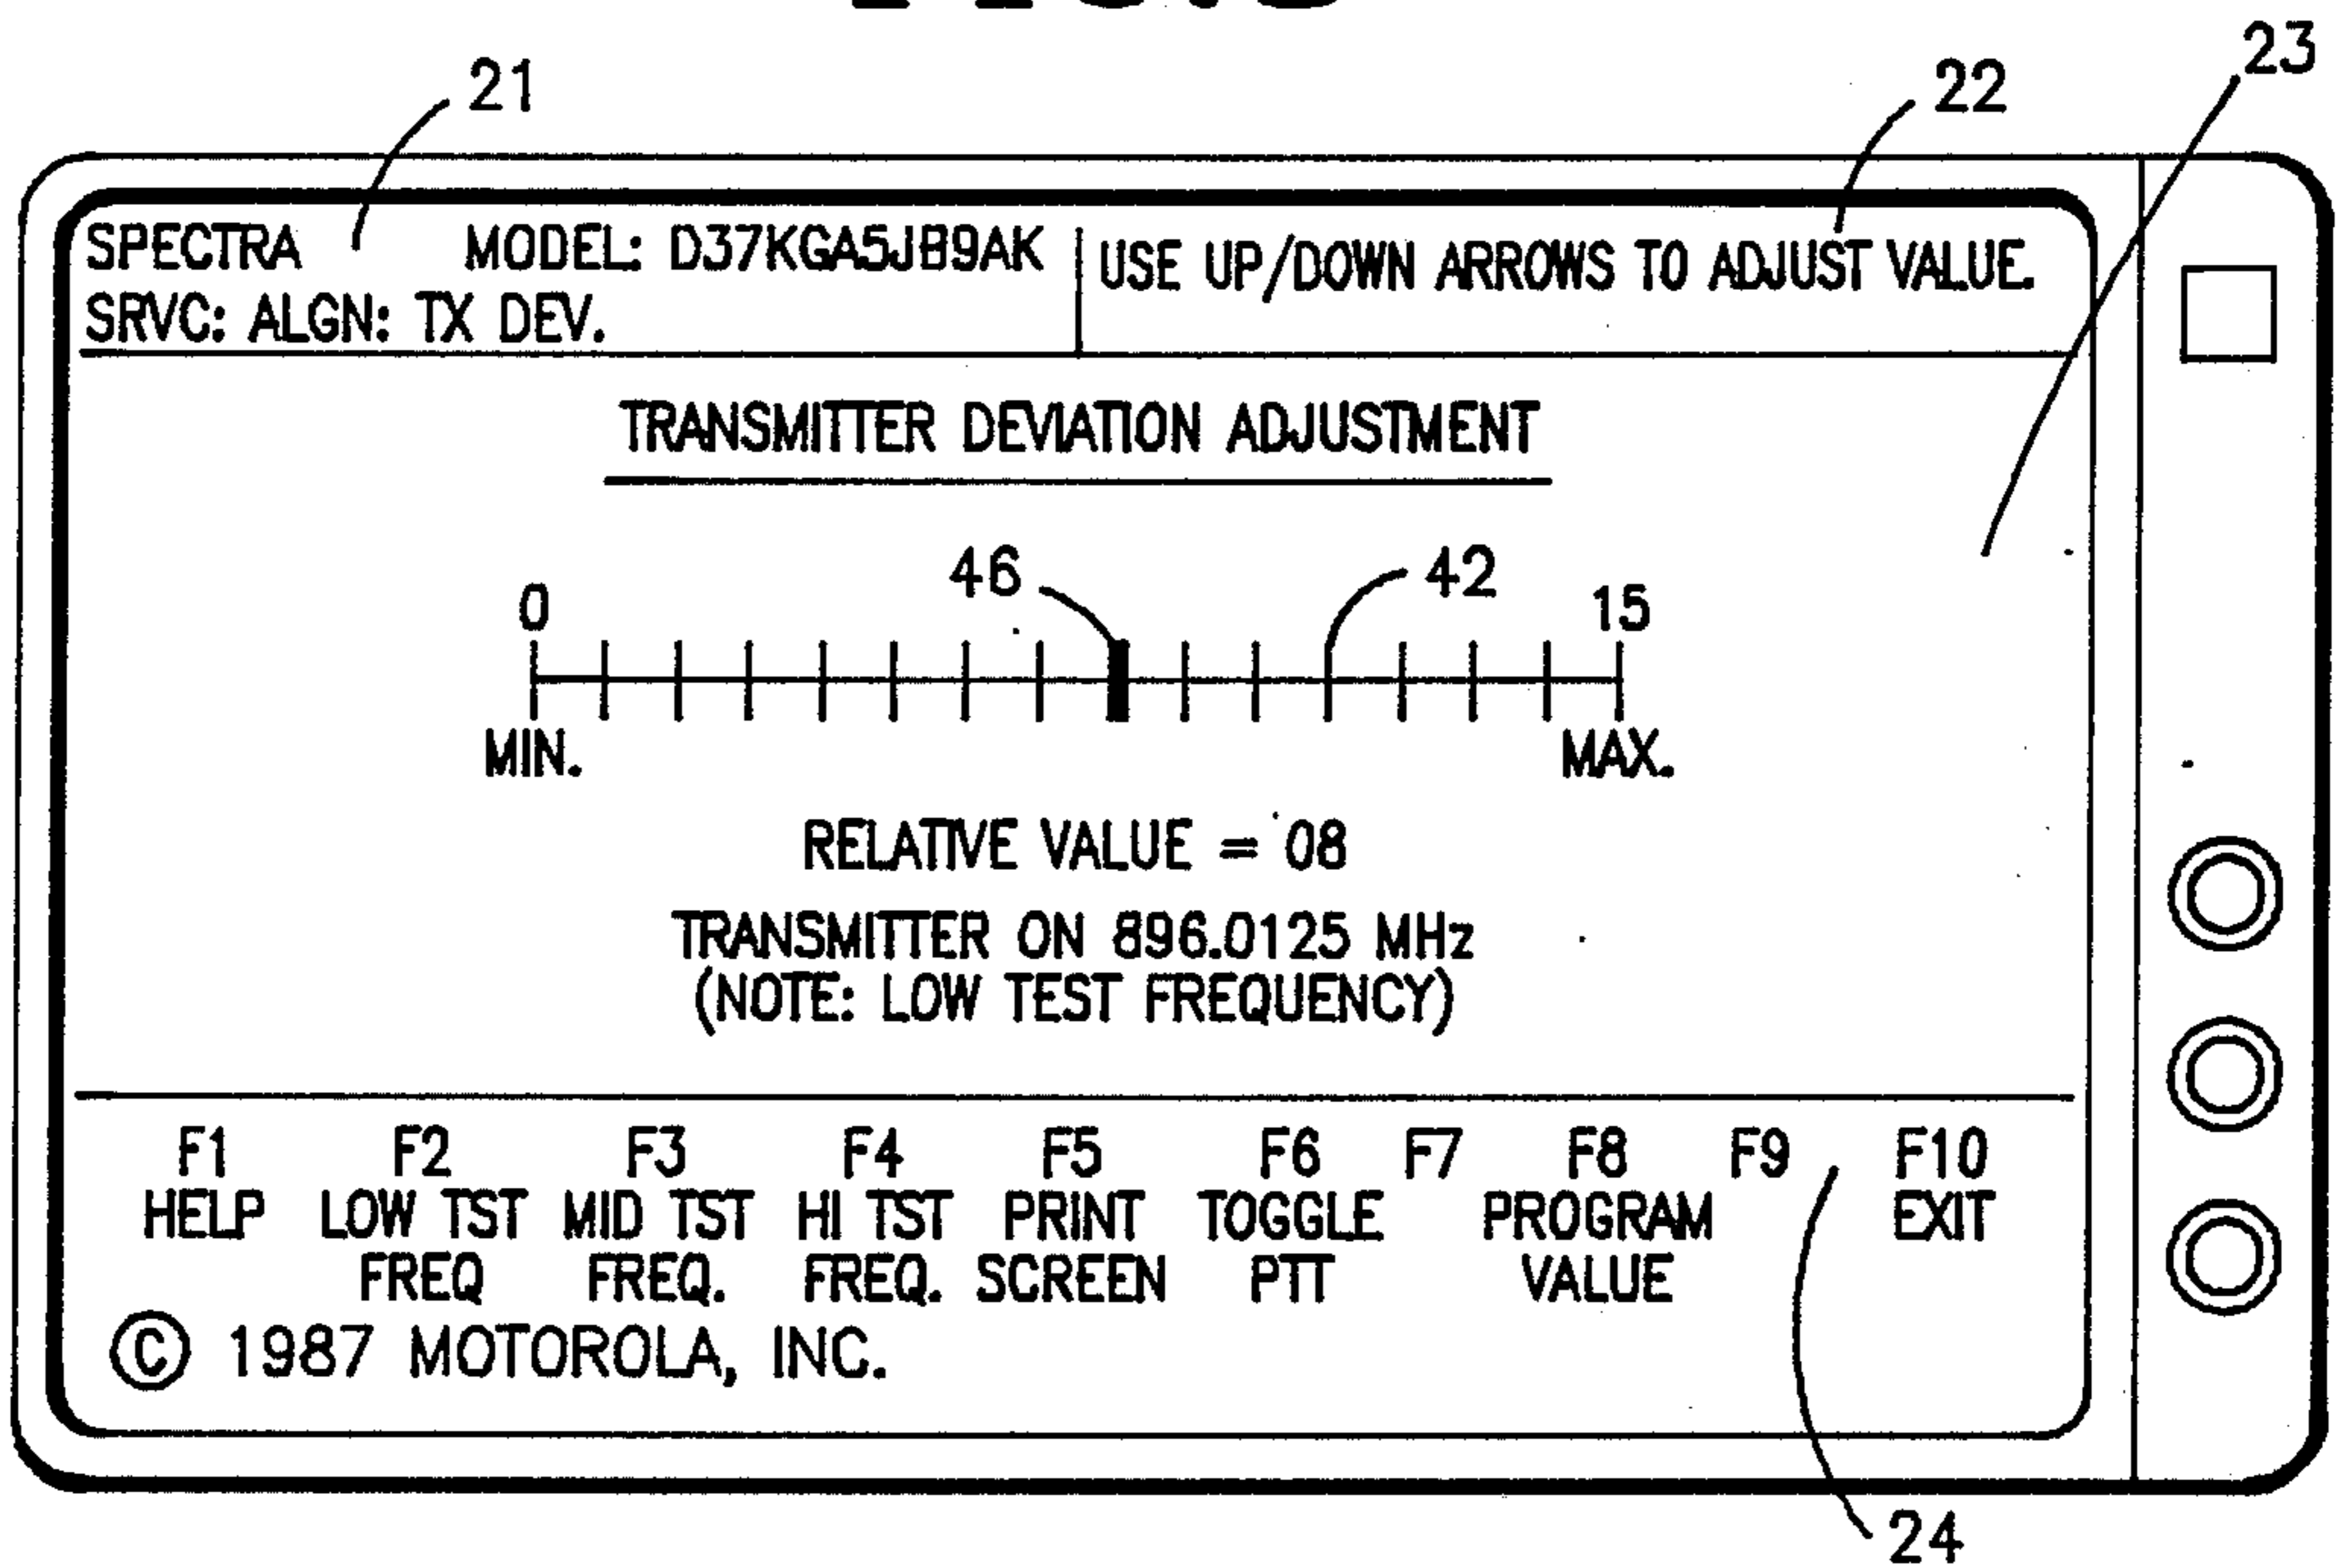 21
22
23
SPECTRA MODEL: D37KGA5JB9AK
SRVC: ALGN: TX DEV.
USE UP/DOWN ARROWS TO ADJUST VALUE.
TRANSMITTER DEVIATION ADJUSTMENT
46
42
0
15
MIN.
MAX.
RELATIVE VALUE = 08
TRANSMITTER ON 896.0125 MHz
(NOTE: LOW TEST FREQUENCY)
F1 F2 F3 F4 F5 F6 F7 F8 F9 F10
HELP LOW TST MID TST HI TST PRINT TOGGLE PROGRAM EXIT
FREQ FREQ. FREQ. SCREEN PTT VALUE
© 1987 MOTOROLA, INC.
24